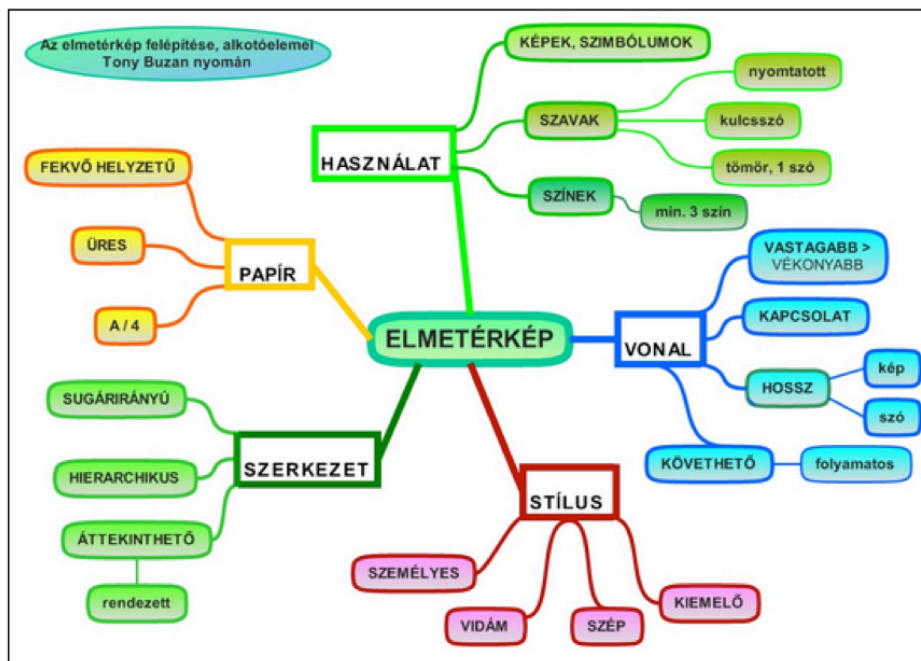 Az elmetérkép felépítése, alkotóelemei
Tony Buzan nyomán
HASZNÁLAT
KÉPEK, SZIMBÓLUMOK
SZAVAK
nyomtatott
kulcsszó
tömör, 1 szó
SZÍNEK
min. 3 szín
PAPÍR
FEKVŐ HELYZETŰ
ÜRES
A / 4
ELMETÉRKÉP
VONAL
VASTAGABB >
VÉKONYABB
KAPCSOLAT
HOSSZ
kép
szó
KÖVETHETŐ
folyamatos
SZERKEZET
SUGÁRIRÁNYÚ
HIERARCHIKUS
ÁTTEKINTHETŐ
rendezett
STÍLUS
SZEMÉLYES
VIDÁM
SZÉP
KIEMELŐ